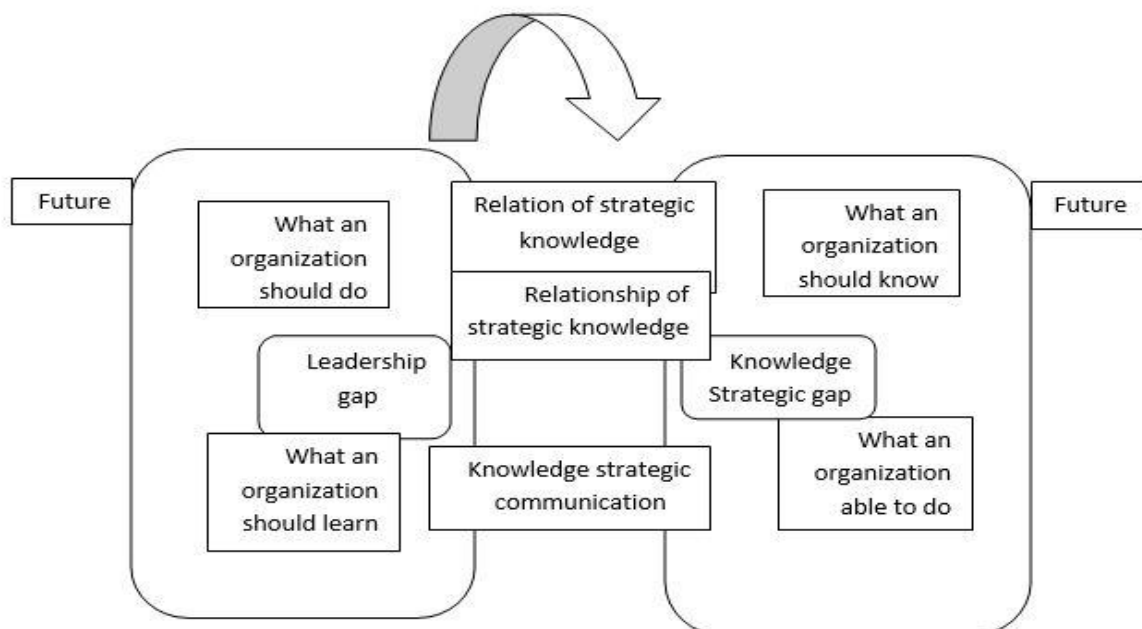 Future
What an
organization
should do
Relation of strategic
knowledge
What an
organization
should know
Future
Relationship of
strategic knowledge
Leadership
gap
Knowledge
Strategic gap
What an
organization
should learn
Knowledge strategic
communication
What an
organization
able to do